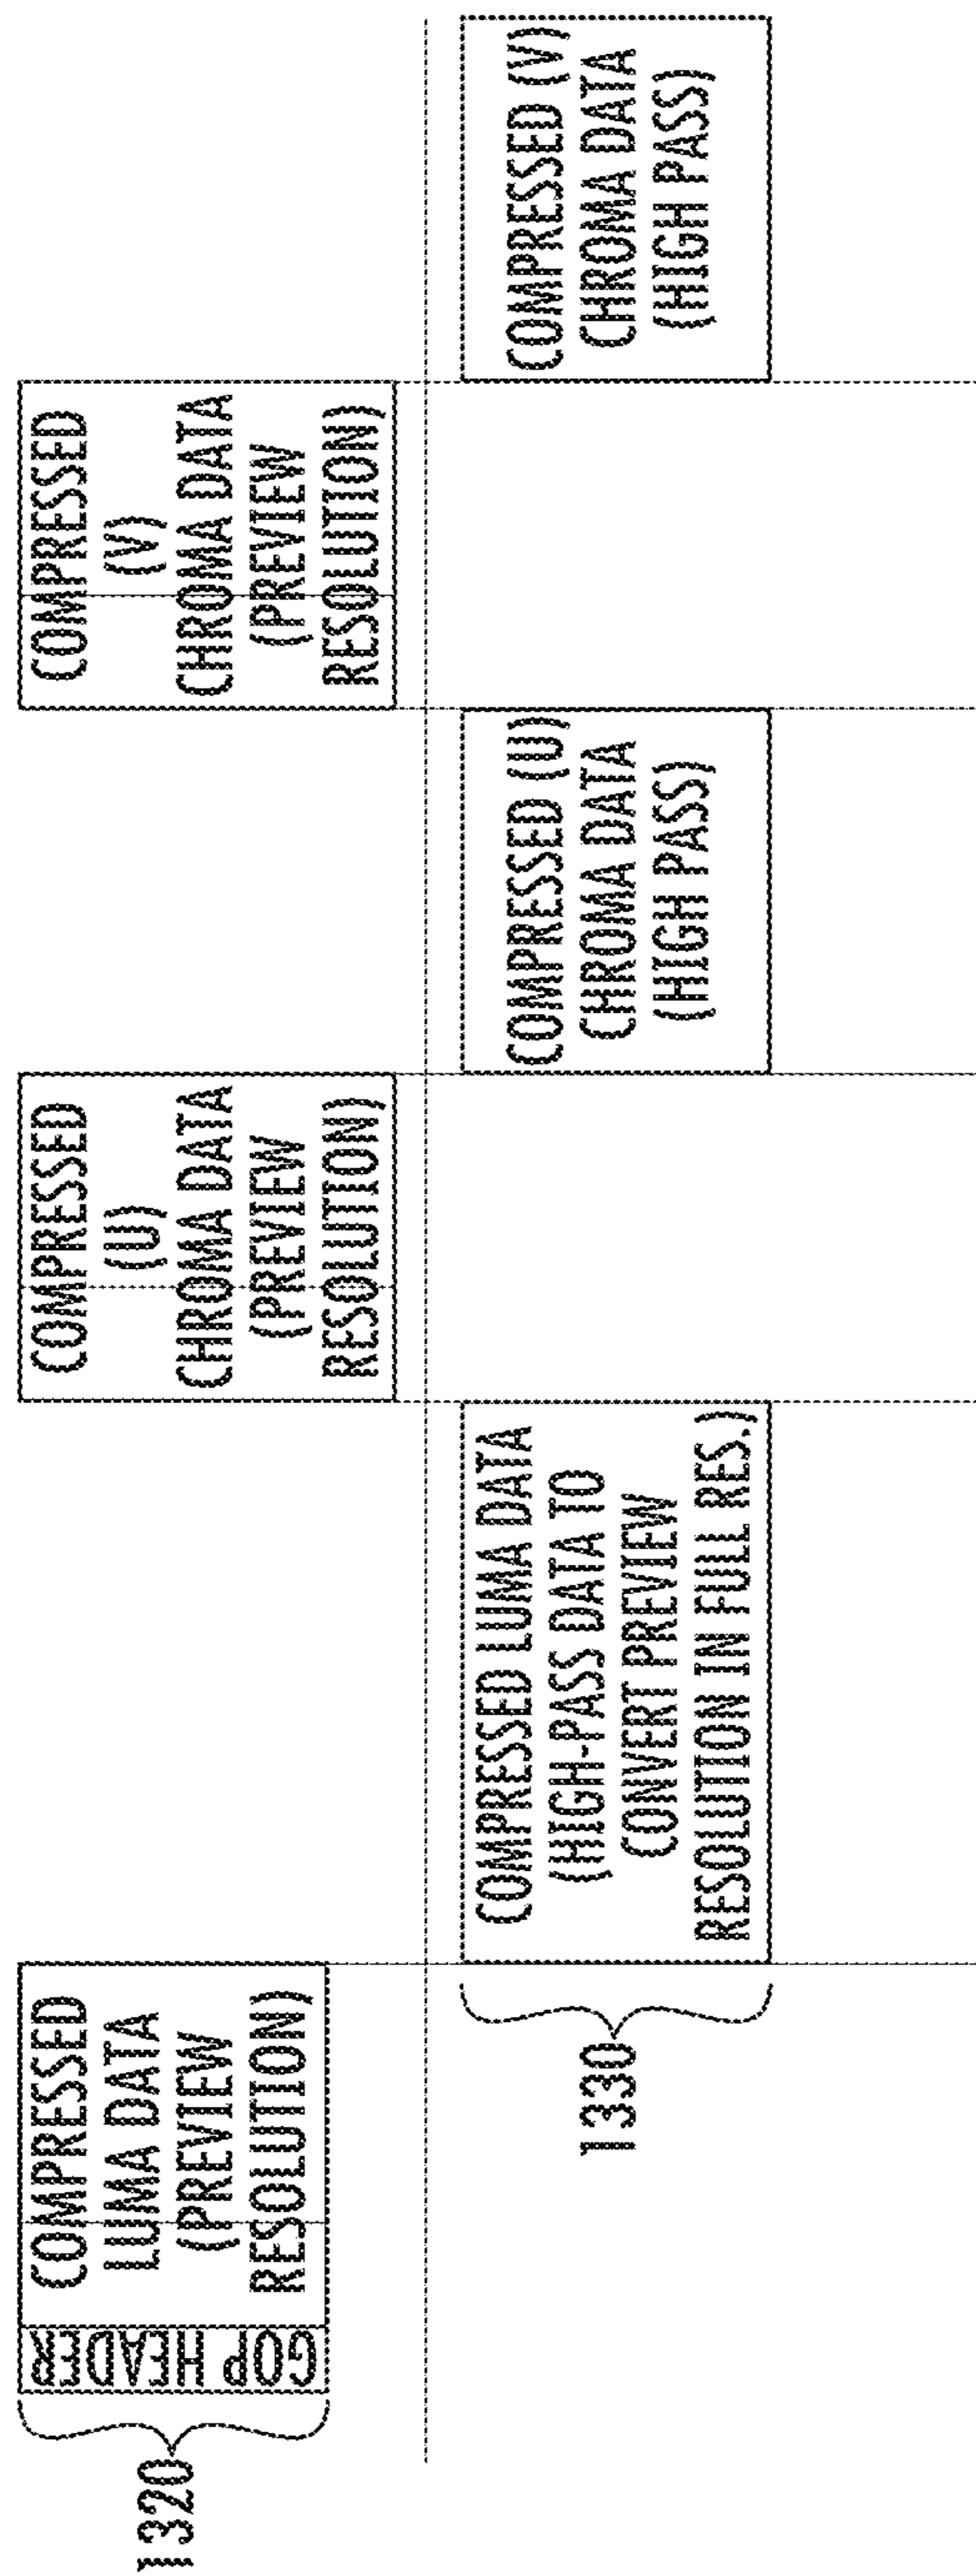 1320
GOP HEADER
COMPRESSED
LUMA DATA
(PREVIEW
RESOLUTION)
COMPRESSED
(U)
CHROMA DATA
(PREVIEW
RESOLUTION)
COMPRESSED
(V)
CHROMA DATA
(PREVIEW
RESOLUTION)
1330
COMPRESSED LUMA DATA
(HIGH-PASS DATA TO
CONVERT PREVIEW
RESOLUTION IN FULL RES.)
COMPRESSED (U)
CHROMA DATA
(HIGH PASS)
COMPRESSED (V)
CHROMA DATA
(HIGH PASS)